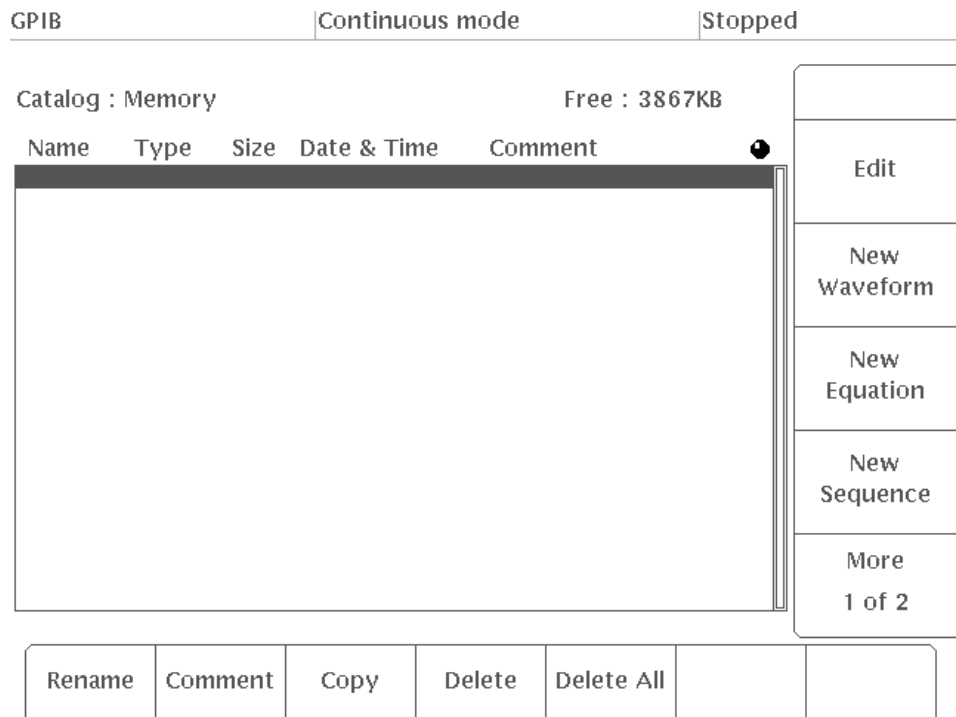 GPIB Continuous mode Stopped
Catalog : Memory Free : 3867KB
Name Type Size Date & Time Comment
Edit
New
Waveform
New
Equation
New
Sequence
More
1 of 2
Rename Comment Copy Delete Delete All